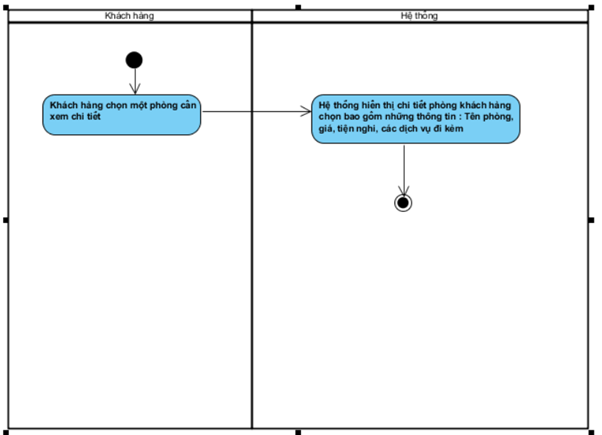 Khách hàng
Hệ thống
Khách hàng chọn một phòng cần
xem chi tiết
Hệ thống hiển thị chi tiết phòng khách hàng
chọn bao gồm những thông tin : Tên phòng,
giá, tiện nghi, các dịch vụ đi kèm